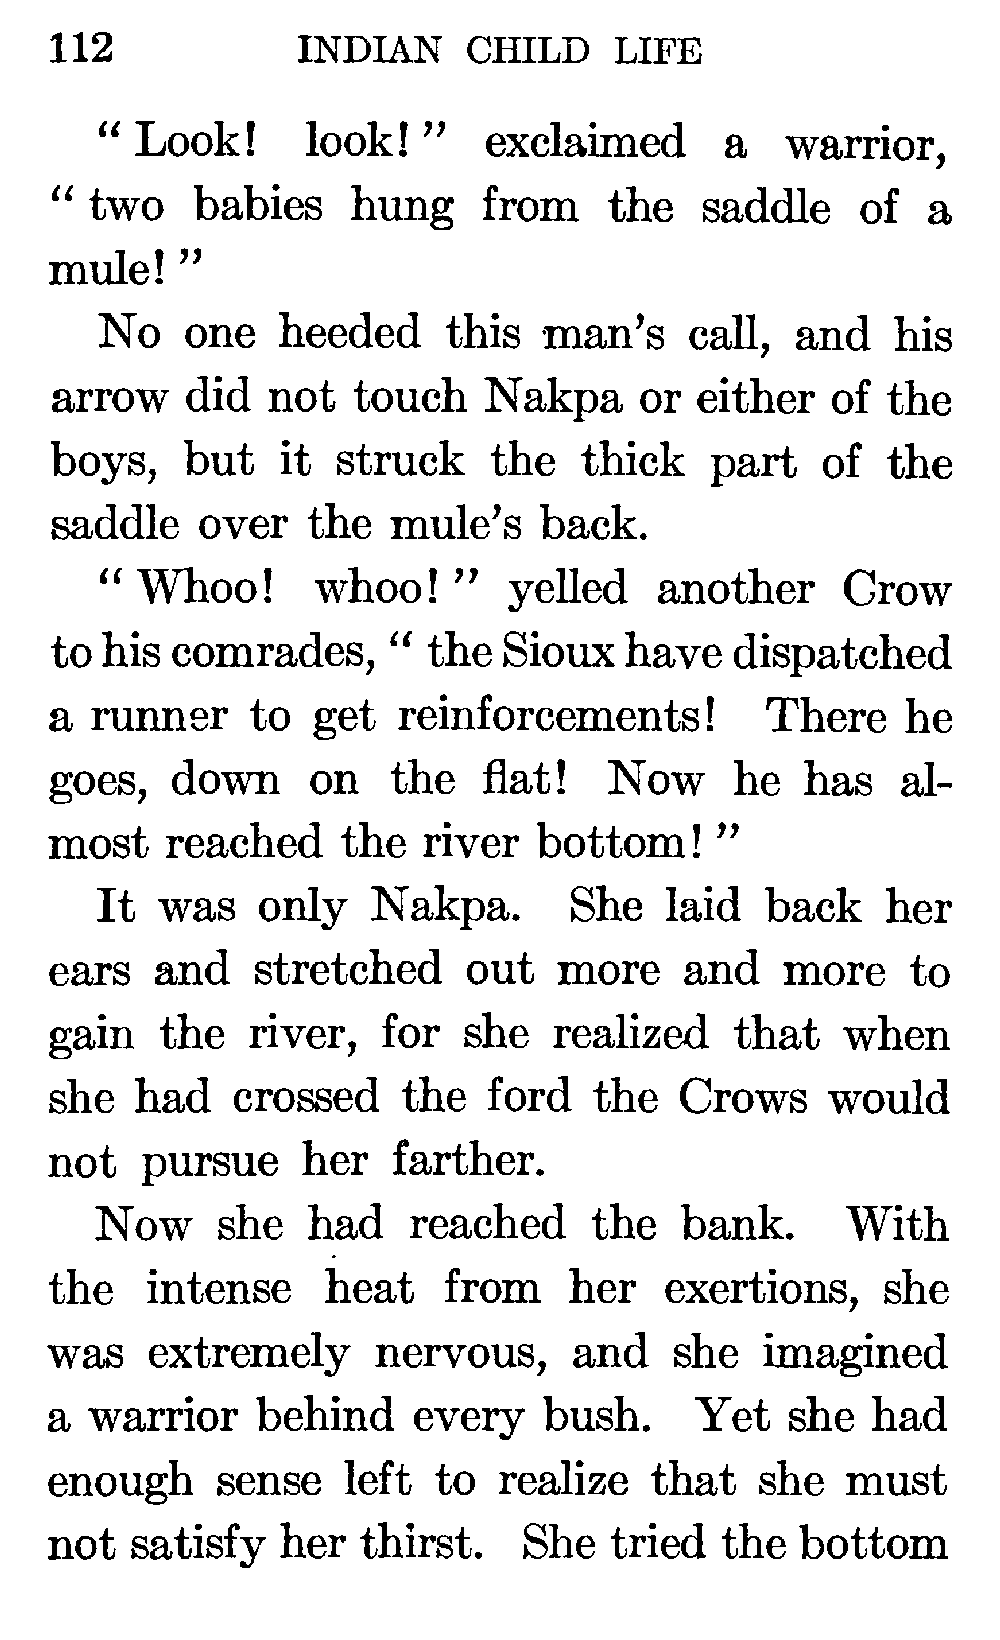 112 INDIAN CHILD LIFE
“ Look! look! ” exclaimed a warrior,
“ two babies hung from the saddle of a
mule! ”
No one heeded this man’s call, and his
arrow did not touch Nakpa or either of the
boys, but it struck the thick part of the
saddle over the mule’s back.
“ Whoo! whoo! ” yelled another Crow
to his comrades, “ the Sioux have dispatched
a runner to get reinforcements! There he
goes, down on the flat! Now he has al-
most reached the river bottom! ”
It was only Nakpa. She laid back her
ears and stretched out more and more to
gain the river, for she realized that when
she had crossed the ford the Crows would
not pursue her farther.
Now she had reached the bank. With
the intense heat from her exertions, she
was extremely nervous, and she imagined
a warrior behind every bush. Yet she had
enough sense left to realize that she must
not satisfy her thirst. She tried the bottom